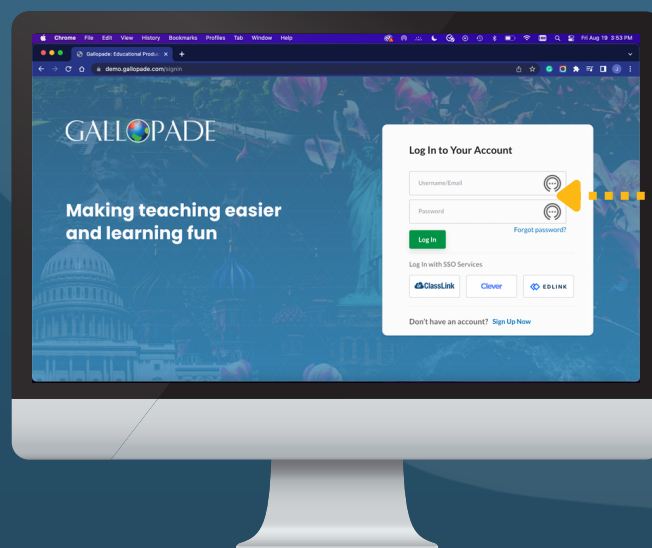 Chrome File Edit View History Bookmarks Profiles Tab Window Help Fri Aug 19 3:53 PM
Gallopade: Educational Produc
demo.gallopade.com/signin
GALLOPADE
Making teaching easier
and learning fun
Log In to Your Account
Username/Email
Password
Forgot password?
Log In
Log In with SSO Services
ClassLink Clever EDLINK
Don't have an account? Sign Up Now